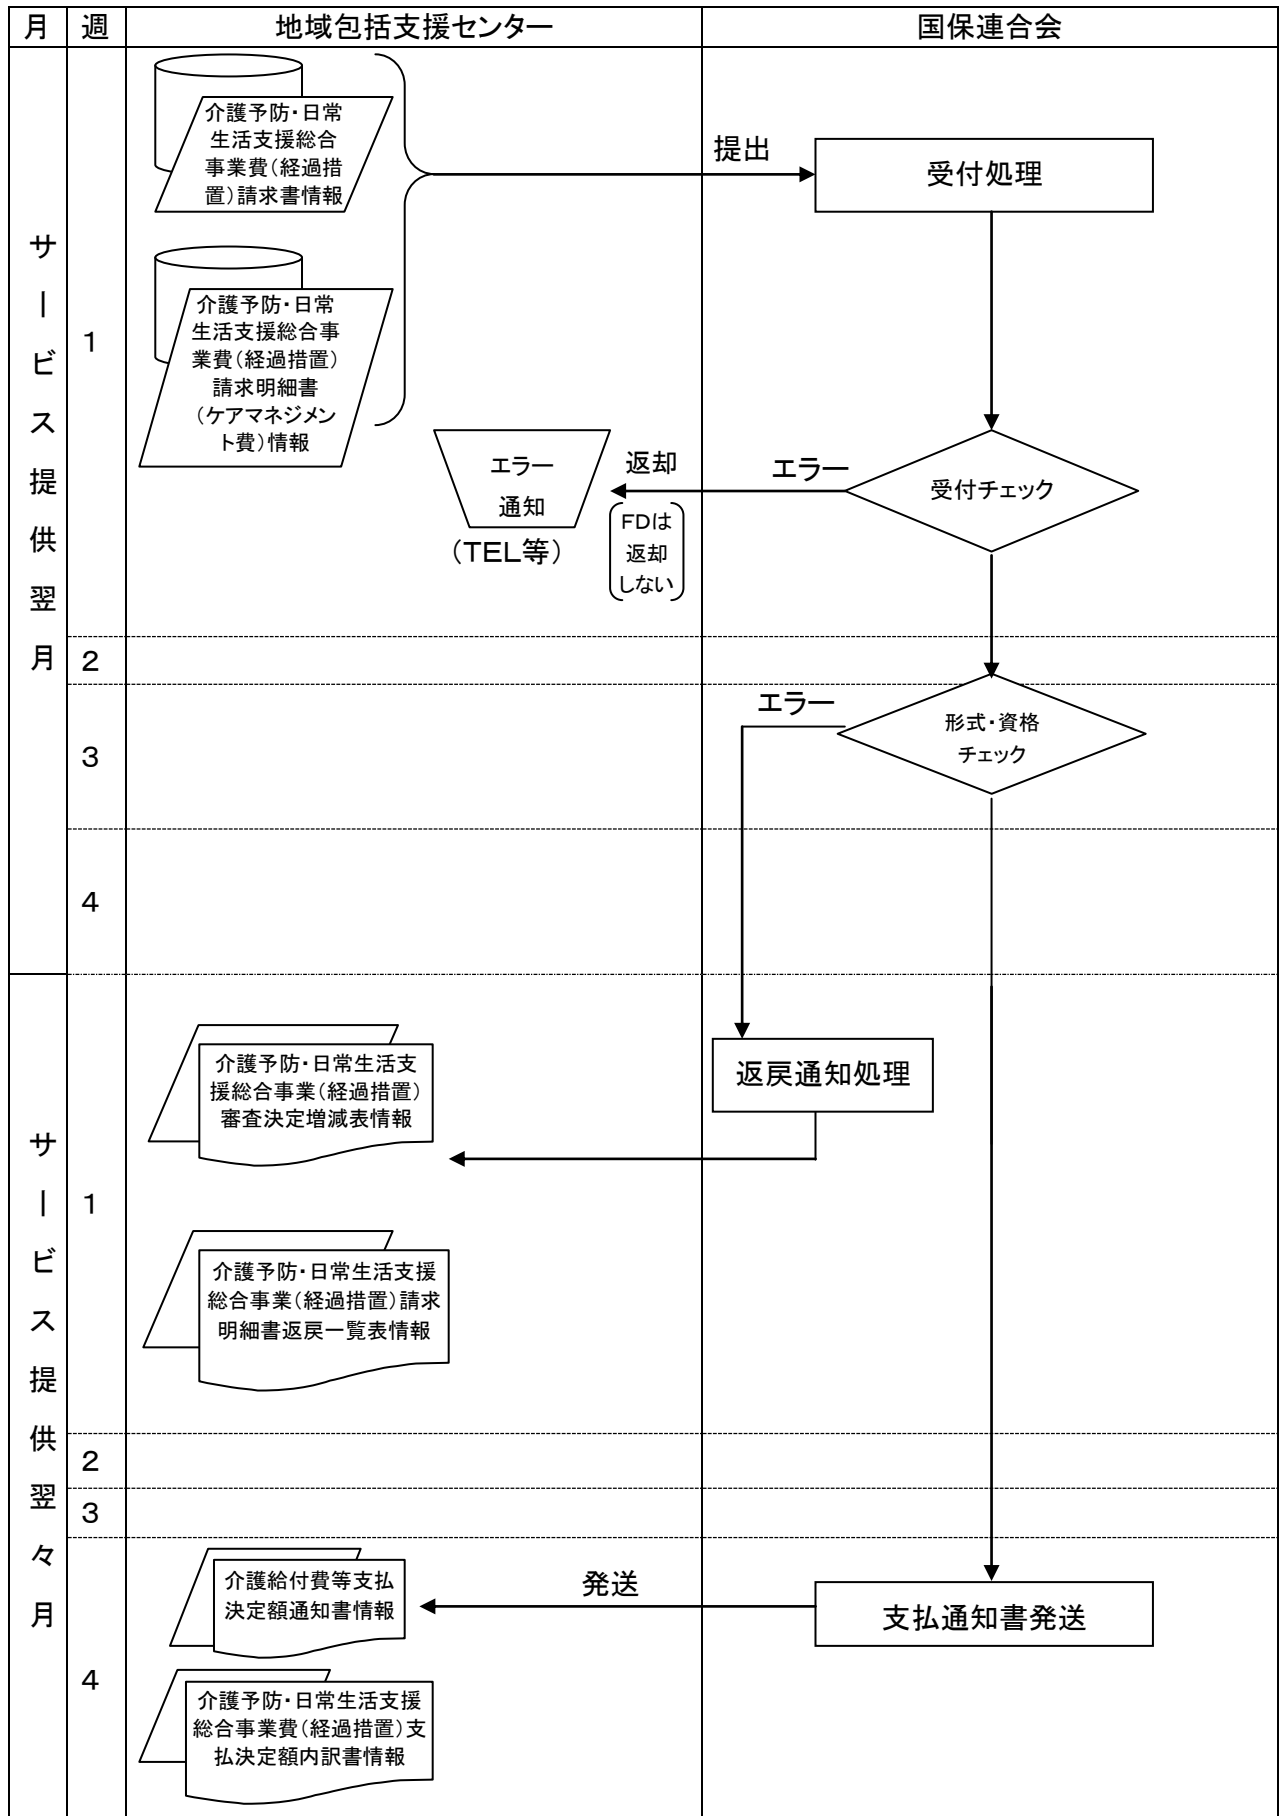 月 週 地域包括支援センター 国保連合会
サービス提供翌月
1
介護予防・日常
生活支援総合
事業費(経過措
置)請求書情報
提出
受付処理
介護予防・日常
生活支援総合事
業費(経過措置)
請求明細書
(ケアマネジメン
ト費)情報
エラー
通知
(TEL等)
返却
FDは
返却
しない
エラー
受付チェック
2
3
エラー
形式・資格
チェック
4
サービス提供翌々月
1
介護予防・日常生活支
援総合事業(経過措置)
審査決定増減表情報
返戻通知処理
介護予防・日常生活支援
総合事業(経過措置)請求
明細書返戻一覧表情報
2
3
4
介護給付費等支払
決定額通知書情報
発送
支払通知書発送
介護予防・日常生活支援
総合事業費(経過措置)支
払決定額内訳書情報